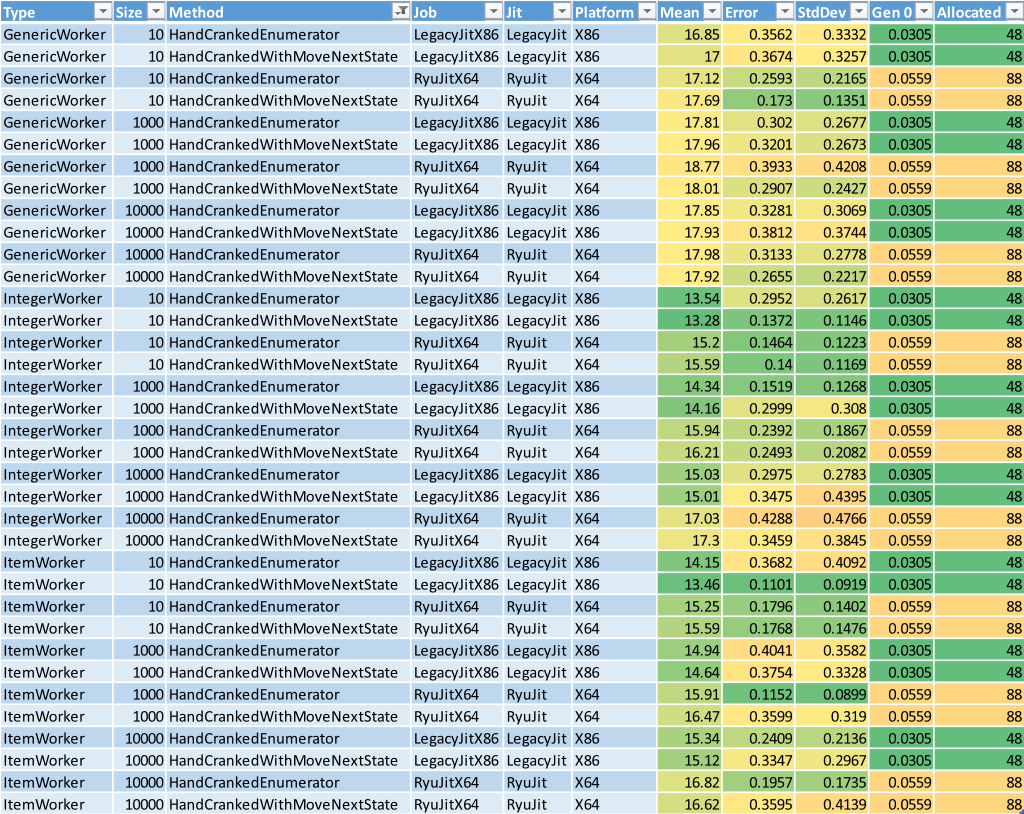 Type Size Method Job Jit Platform Mean Error StdDev Gen 0 Allocated
GenericWorker 10 HandCrankedEnumerator LegacyJitX86 LegacyJit X86 16.85 0.3562 0.3332 0.0305 48
GenericWorker 10 HandCrankedWithMoveNextState LegacyJitX86 LegacyJit X86 17 0.3674 0.3257 0.0305 48
GenericWorker 10 HandCrankedEnumerator RyuJitX64 RyuJit X64 17.12 0.2593 0.2165 0.0559 88
GenericWorker 10 HandCrankedWithMoveNextState RyuJitX64 RyuJit X64 17.69 0.173 0.1351 0.0559 88
GenericWorker 1000 HandCrankedEnumerator LegacyJitX86 LegacyJit X86 17.81 0.302 0.2677 0.0305 48
GenericWorker 1000 HandCrankedWithMoveNextState LegacyJitX86 LegacyJit X86 17.96 0.3201 0.2673 0.0305 48
GenericWorker 1000 HandCrankedEnumerator RyuJitX64 RyuJit X64 18.77 0.3933 0.4208 0.0559 88
GenericWorker 1000 HandCrankedWithMoveNextState RyuJitX64 RyuJit X64 18.01 0.2907 0.2427 0.0559 88
GenericWorker 10000 HandCrankedEnumerator LegacyJitX86 LegacyJit X86 17.85 0.3281 0.3069 0.0305 48
GenericWorker 10000 HandCrankedWithMoveNextState LegacyJitX86 LegacyJit X86 17.93 0.3812 0.3744 0.0305 48
GenericWorker 10000 HandCrankedEnumerator RyuJitX64 RyuJit X64 17.98 0.3133 0.2778 0.0559 88
GenericWorker 10000 HandCrankedWithMoveNextState RyuJitX64 RyuJit X64 17.92 0.2655 0.2217 0.0559 88
IntegerWorker 10 HandCrankedEnumerator LegacyJitX86 LegacyJit X86 13.54 0.2952 0.2617 0.0305 48
IntegerWorker 10 HandCrankedWithMoveNextState LegacyJitX86 LegacyJit X86 13.28 0.1372 0.1146 0.0305 48
IntegerWorker 10 HandCrankedEnumerator RyuJitX64 RyuJit X64 15.2 0.1464 0.1223 0.0559 88
IntegerWorker 10 HandCrankedWithMoveNextState RyuJitX64 RyuJit X64 15.59 0.14 0.1169 0.0559 88
IntegerWorker 1000 HandCrankedEnumerator LegacyJitX86 LegacyJit X86 14.34 0.1519 0.1268 0.0305 48
IntegerWorker 1000 HandCrankedWithMoveNextState LegacyJitX86 LegacyJit X86 14.16 0.2999 0.308 0.0305 48
IntegerWorker 1000 HandCrankedEnumerator RyuJitX64 RyuJit X64 15.94 0.2392 0.1867 0.0559 88
IntegerWorker 1000 HandCrankedWithMoveNextState RyuJitX64 RyuJit X64 16.21 0.2493 0.2082 0.0559 88
IntegerWorker 10000 HandCrankedEnumerator LegacyJitX86 LegacyJit X86 15.03 0.2975 0.2783 0.0305 48
IntegerWorker 10000 HandCrankedWithMoveNextState LegacyJitX86 LegacyJit X86 15.01 0.3475 0.4395 0.0305 48
IntegerWorker 10000 HandCrankedEnumerator RyuJitX64 RyuJit X64 17.03 0.4288 0.4766 0.0559 88
IntegerWorker 10000 HandCrankedWithMoveNextState RyuJitX64 RyuJit X64 17.3 0.3459 0.3845 0.0559 88
ItemWorker 10 HandCrankedEnumerator LegacyJitX86 LegacyJit X86 14.15 0.3682 0.4092 0.0305 48
ItemWorker 10 HandCrankedWithMoveNextState LegacyJitX86 LegacyJit X86 13.46 0.1101 0.0919 0.0305 48
ItemWorker 10 HandCrankedEnumerator RyuJitX64 RyuJit X64 15.25 0.1796 0.1402 0.0559 88
ItemWorker 10 HandCrankedWithMoveNextState RyuJitX64 RyuJit X64 15.59 0.1768 0.1476 0.0559 88
ItemWorker 1000 HandCrankedEnumerator LegacyJitX86 LegacyJit X86 14.94 0.4041 0.3582 0.0305 48
ItemWorker 1000 HandCrankedWithMoveNextState LegacyJitX86 LegacyJit X86 14.64 0.3754 0.3328 0.0305 48
ItemWorker 1000 HandCrankedEnumerator RyuJitX64 RyuJit X64 15.91 0.1152 0.0899 0.0559 88
ItemWorker 1000 HandCrankedWithMoveNextState RyuJitX64 RyuJit X64 16.47 0.3599 0.319 0.0559 88
ItemWorker 10000 HandCrankedEnumerator LegacyJitX86 LegacyJit X86 15.34 0.2409 0.2136 0.0305 48
ItemWorker 10000 HandCrankedWithMoveNextState LegacyJitX86 LegacyJit X86 15.12 0.3347 0.2967 0.0305 48
ItemWorker 10000 HandCrankedEnumerator RyuJitX64 RyuJit X64 16.82 0.1957 0.1735 0.0559 88
ItemWorker 10000 HandCrankedWithMoveNextState RyuJitX64 RyuJit X64 16.62 0.3595 0.4139 0.0559 88